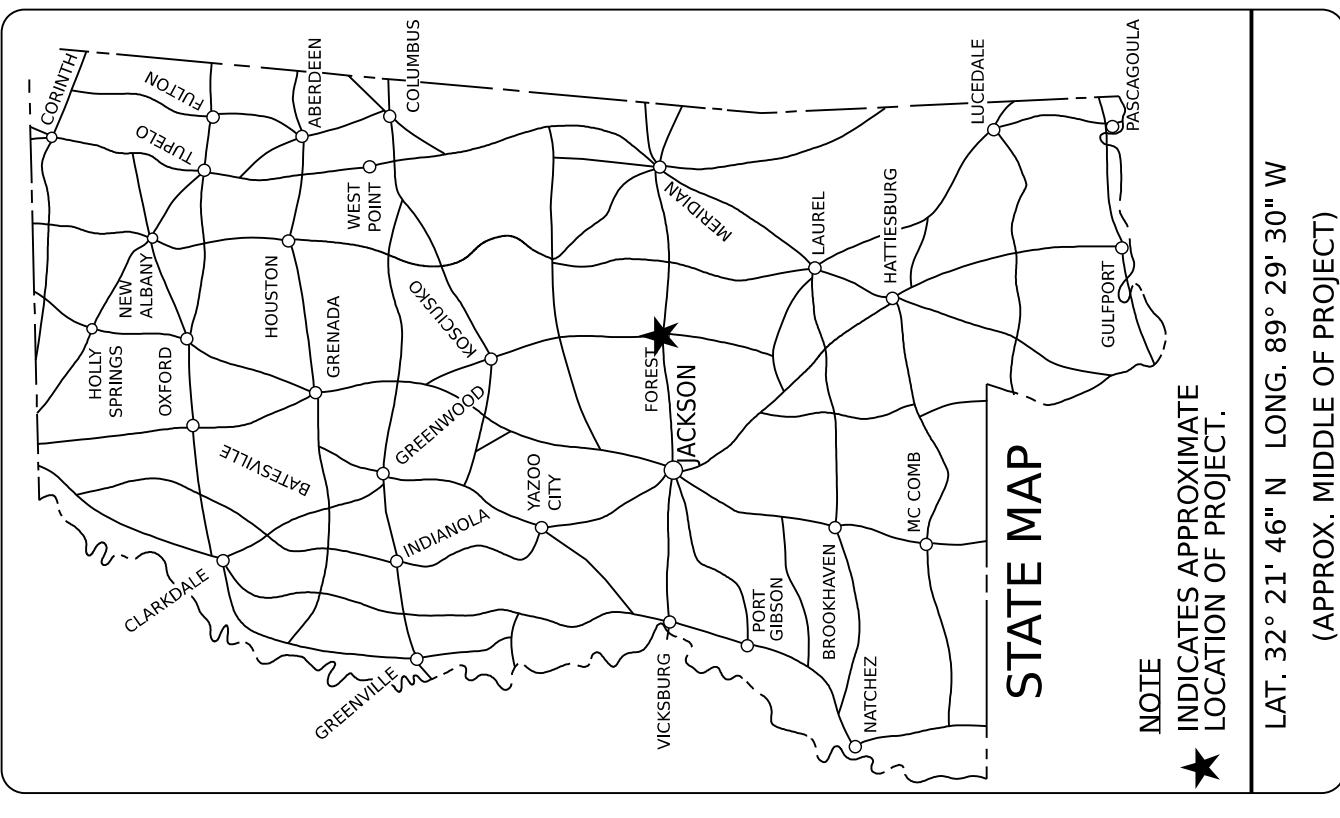 CORINTH
FULTON
TUPELO
ABERDEEN
COLUMBUS
WEST
POINT
NEW
ALBANY
HOUSTON
HOLLY
SPRINGS
OXFORD
GRENADA
KOSCIUSKO
BATESVILLE
GREENWOOD
CLARKDALE
INDIANOLA
GREENVILLE
YAZOO
CITY
MERIDIAN
FOREST
JACKSON
VICKSBURG
PORT
GIBSON
LAUREL
HATTIESBURG
LUCEDALE
PASCAGOULA
GULFPORT
BROOKHAVEN
MC COMB
NATCHEZ
STATE MAP
NOTE
INDICATES APPROXIMATE
LOCATION OF PROJECT.
LAT. 32° 21' 46" N LONG. 89° 29' 30" W
(APPROX. MIDDLE OF PROJECT)